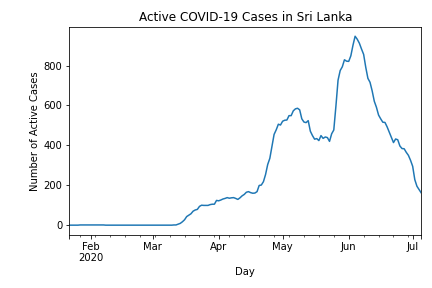 Active COVID-19 Cases in Sri Lanka
Number of Active Cases
800
600
400
200
0
Feb Mar Apr May Jun Jul
2020
Day